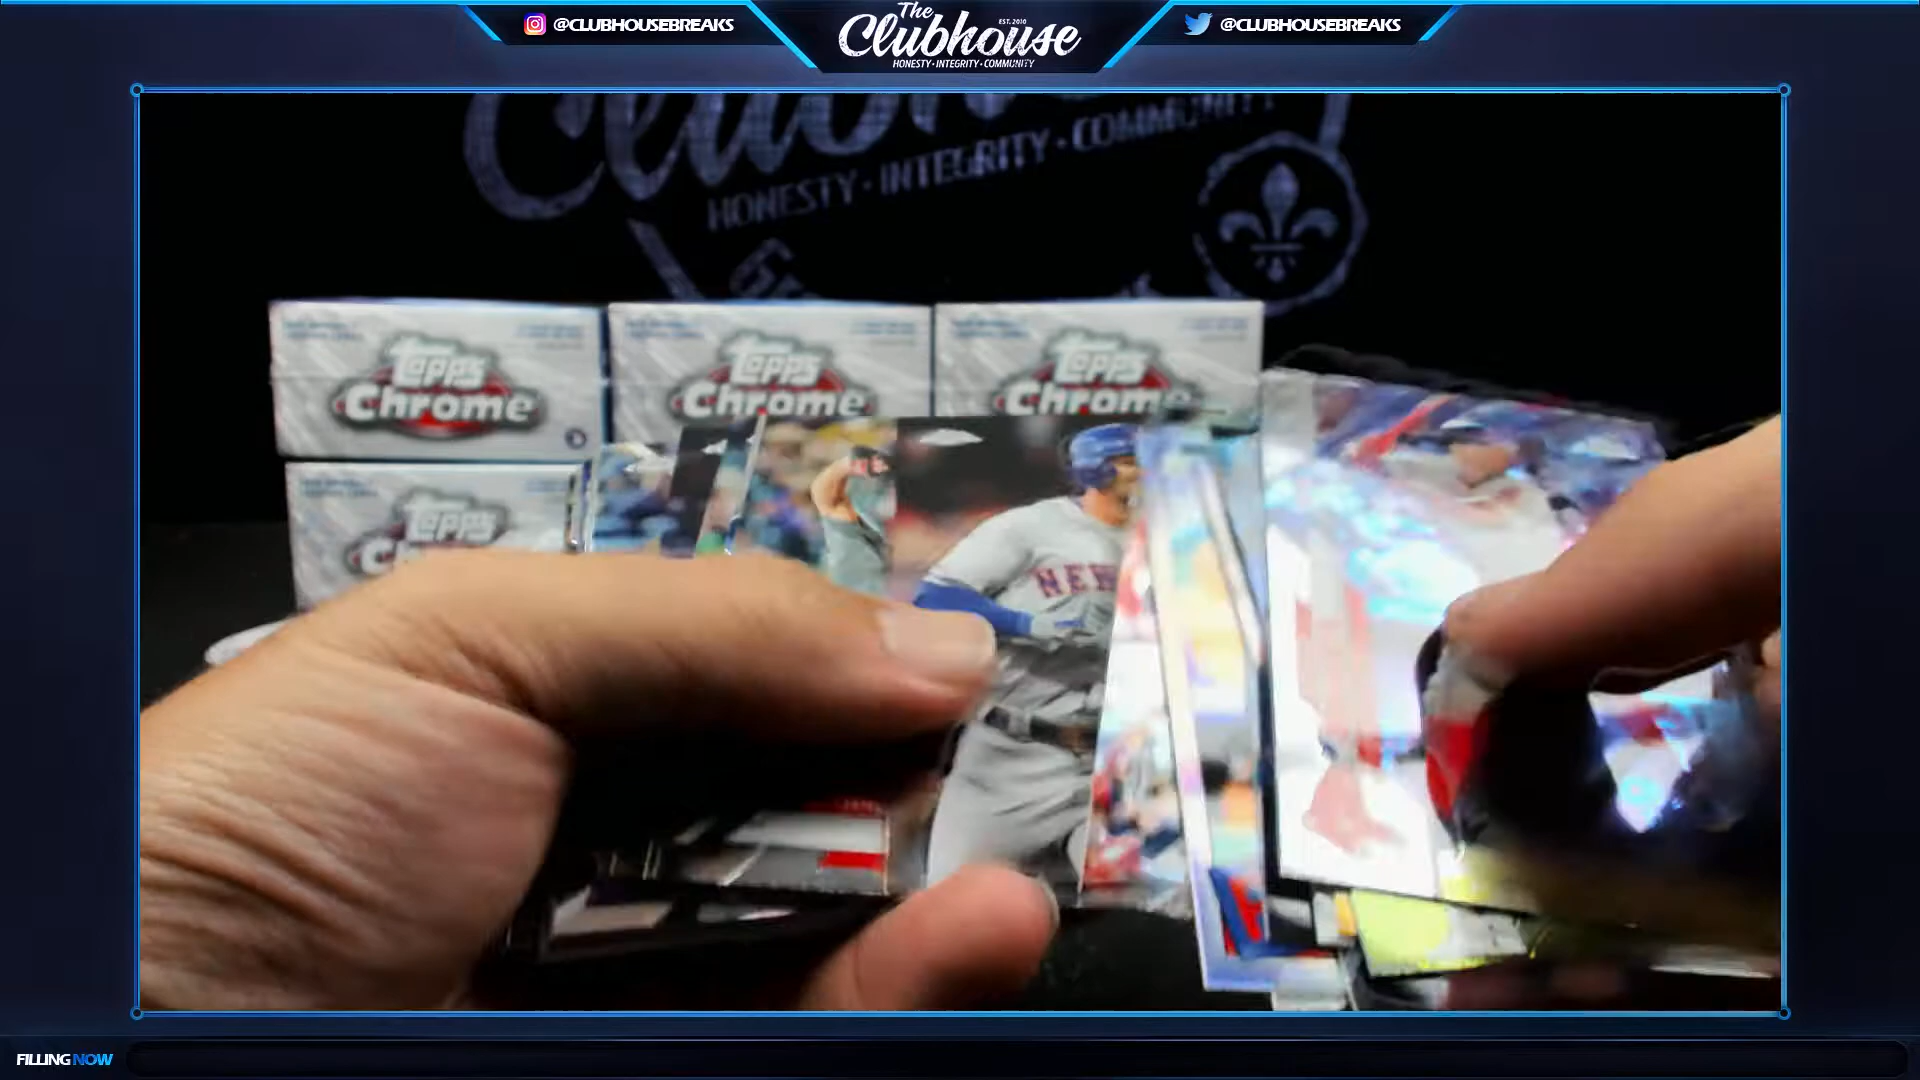 @CLUBHOUSEBREAKS
The
Clubhouse
EST. 2010
HONESTY • INTEGRITY • COMMUNITY
@CLUBHOUSEBREAKS
HONESTY • INTEGRITY • COMMUNITY
Topps
Chrome
Topps
Chrome
Topps
Chrome
Topps
NEW
FILLING NOW